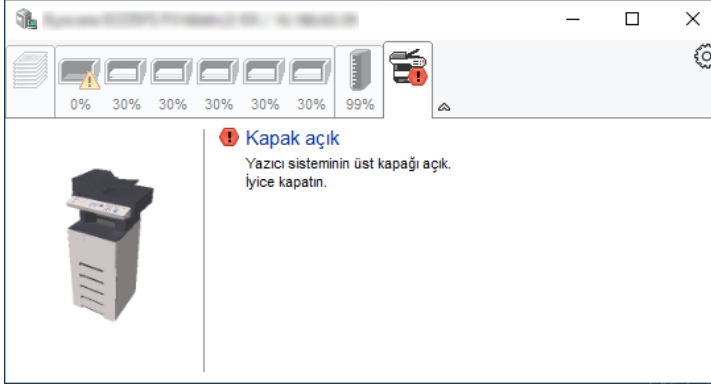 0% 30% 30% 30% 30% 30% 99%
Kapak açık
Yazıcı sisteminin üst kapağı açık.
İyice kapatın.